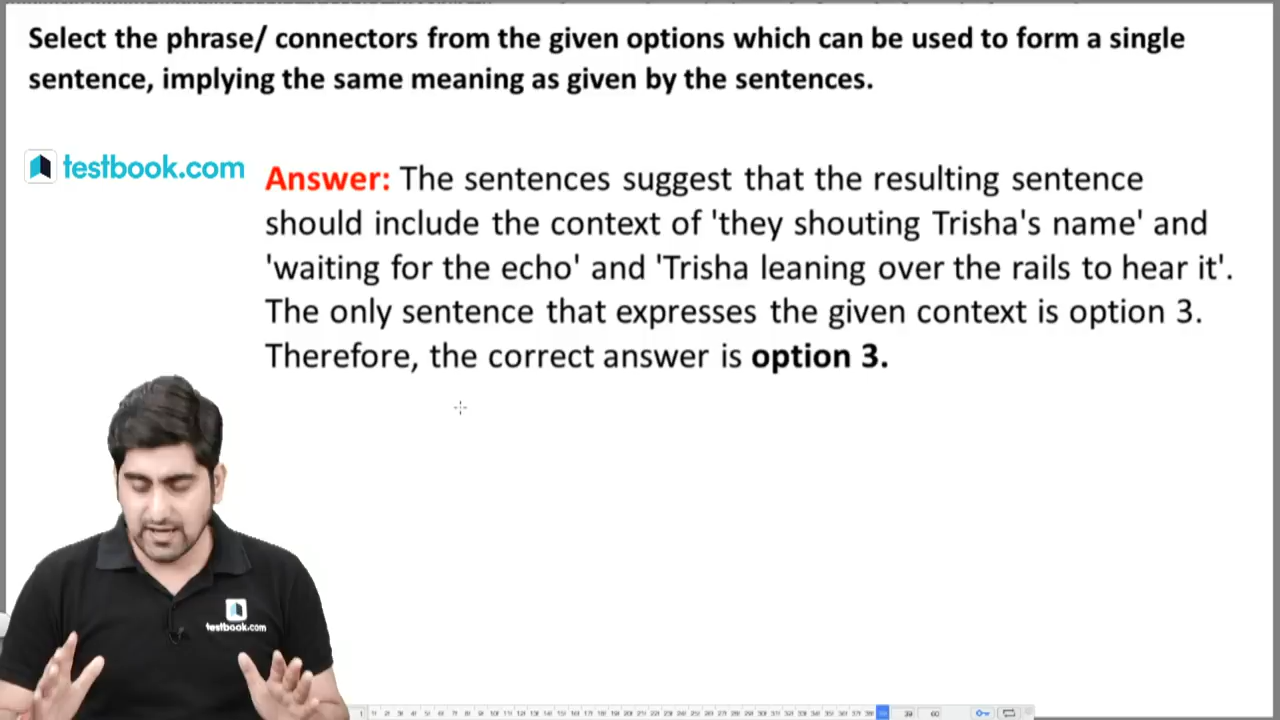 Select the phrase/ connectors from the given options which can be used to form a single
sentence, implying the same meaning as given by the sentences.
testbook.com
Answer: The sentences suggest that the resulting sentence
should include the context of 'they shouting Trisha's name' and
'waiting for the echo' and 'Trisha leaning over the rails to hear it'.
The only sentence that expresses the given context is option 3.
Therefore, the correct answer is option 3.
testbook.com